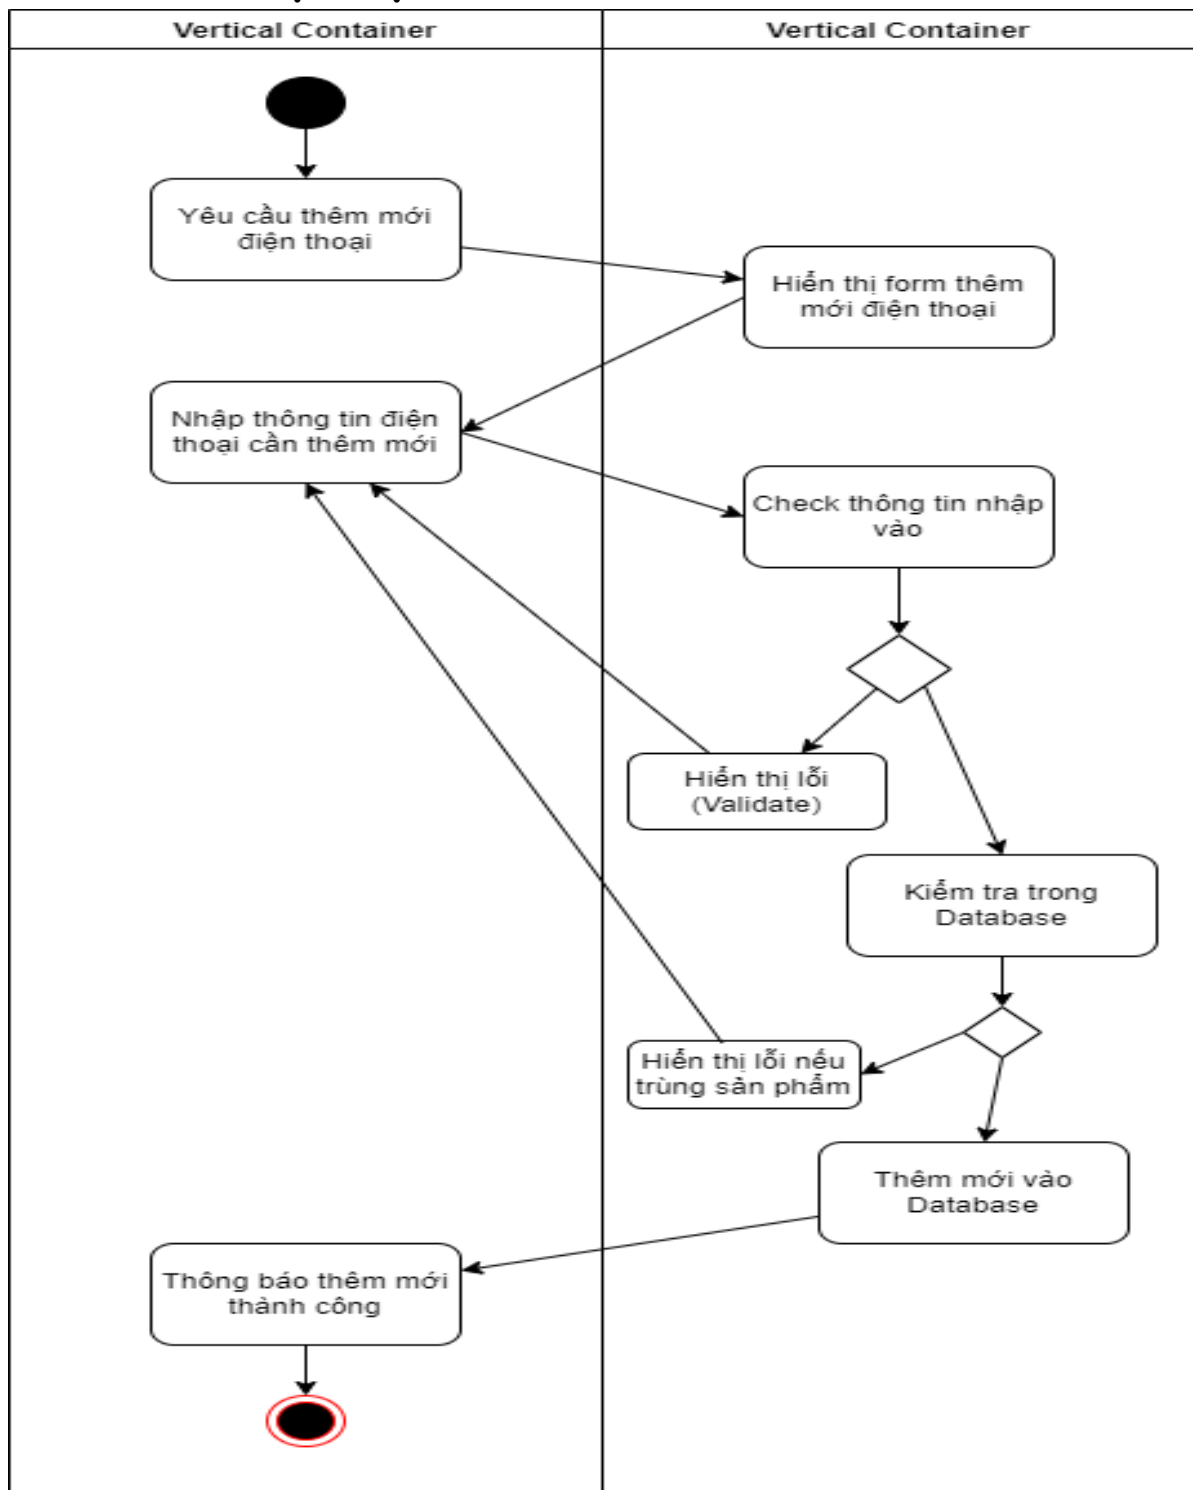 Vertical Container
Vertical Container
Yêu cầu thêm mới
điện thoại
Hiển thị form thêm
mới điện thoại
Nhập thông tin điện
thoại cần thêm mới
Check thông tin nhập
vào
Hiển thị lỗi
(Validate)
Kiểm tra trong
Database
Hiển thị lỗi nếu
trùng sản phẩm
Thêm mới vào
Database
Thông báo thêm mới
thành công